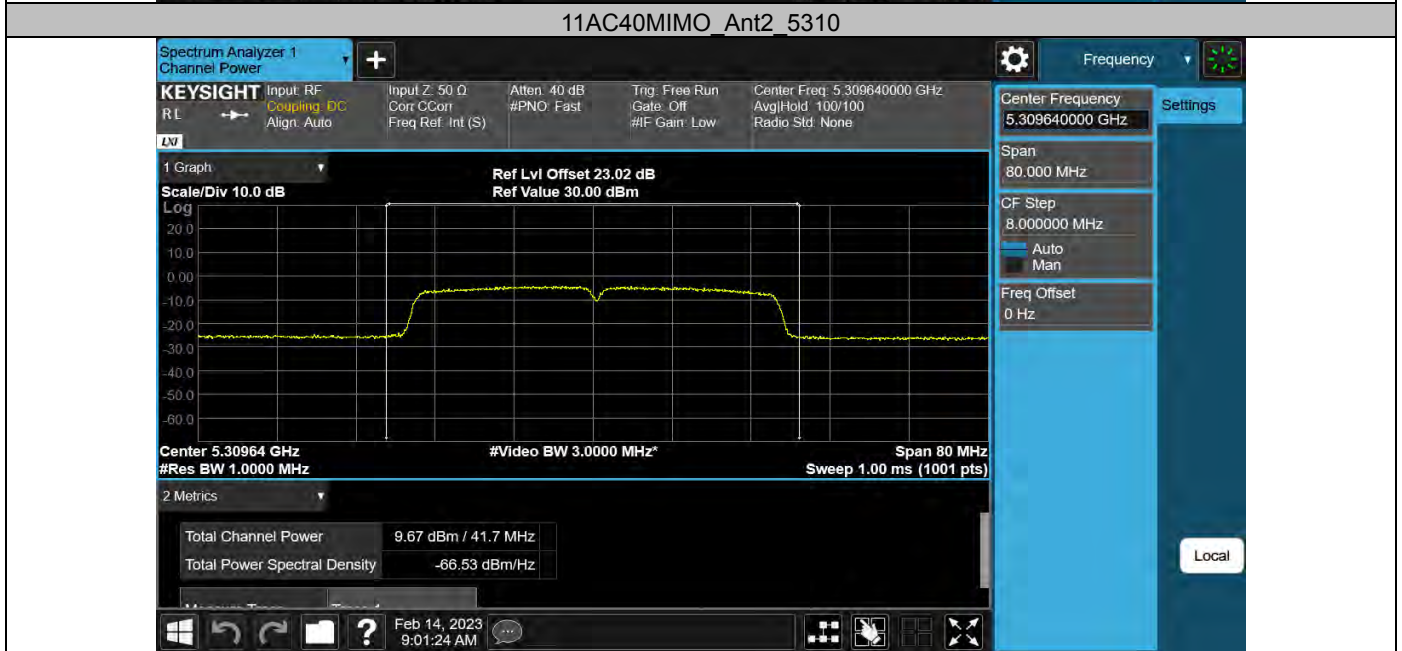 11AC40MIMO_Ant2_5310
Spectrum Analyzer 1
Channel Power
Frequency
KEYSIGHT
RL
LXI
Input: RF
Coupling: DC
Align: Auto
Input Z: 50 Ω
Corr CCorr
Freq Ref: Int (S)
Atten: 40 dB
#PNO: Fast
Trig: Free Run
Gate: Off
#IF Gain: Low
Center Freq: 5.309640000 GHz
Avg|Hold: 100/100
Radio Std: None
Center Frequency
5.309640000 GHz
Settings
Span
80.000 MHz
CF Step
8.000000 MHz
Auto
Man
Freq Offset
0 Hz
1 Graph
Scale/Div 10.0 dB
Ref Lvl Offset 23.02 dB
Ref Value 30.00 dBm
Log
20.0
10.0
0.00
-10.0
-20.0
-30.0
-40.0
-50.0
-60.0
Center 5.30964 GHz
#Video BW 3.0000 MHz*
Span 80 MHz
#Res BW 1.0000 MHz
Sweep 1.00 ms (1001 pts)
2 Metrics
Total Channel Power 9.67 dBm / 41.7 MHz
Total Power Spectral Density -66.53 dBm/Hz
Local
Feb 14, 2023
9:01:24 AM